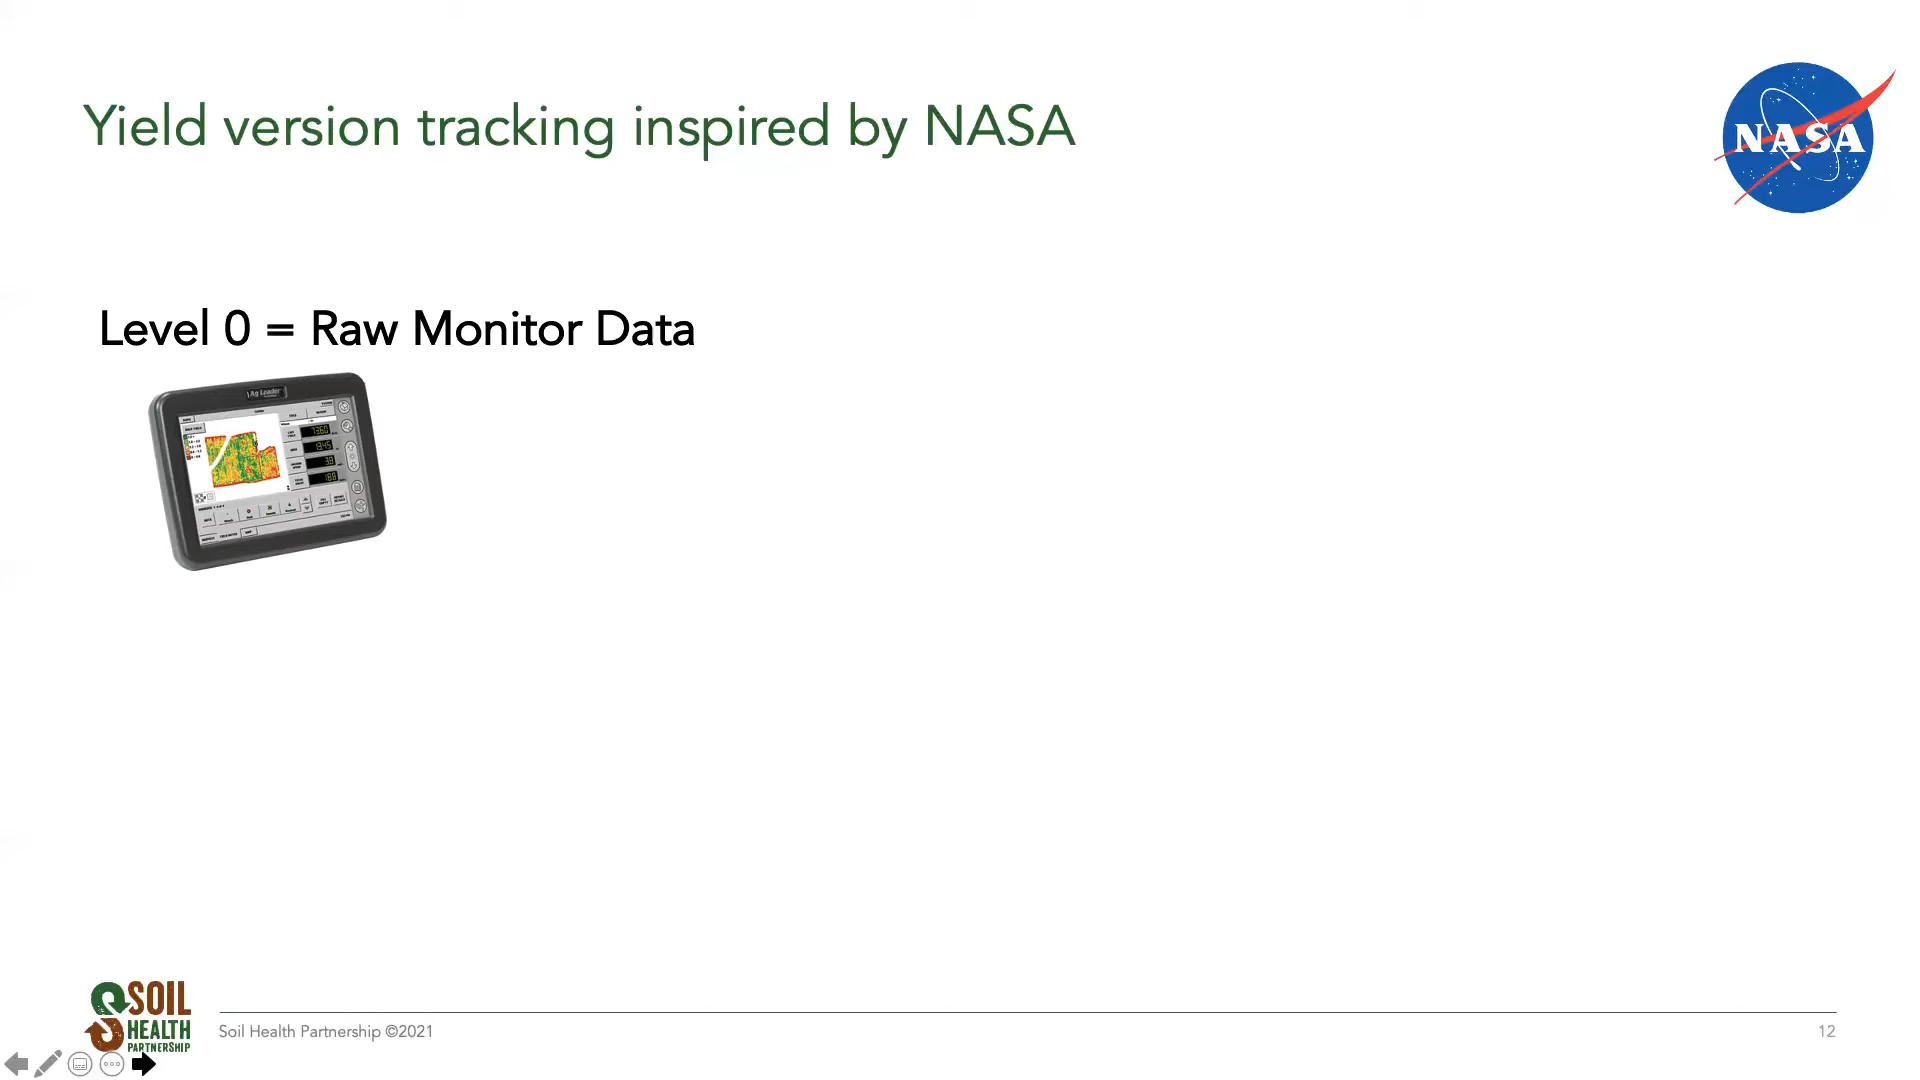 Yield version tracking inspired by NASA
NASA
Level 0 = Raw Monitor Data
Ag Leader
SOIL
HEALTH
PARTNERSHIP
Soil Health Partnership ©2021
12